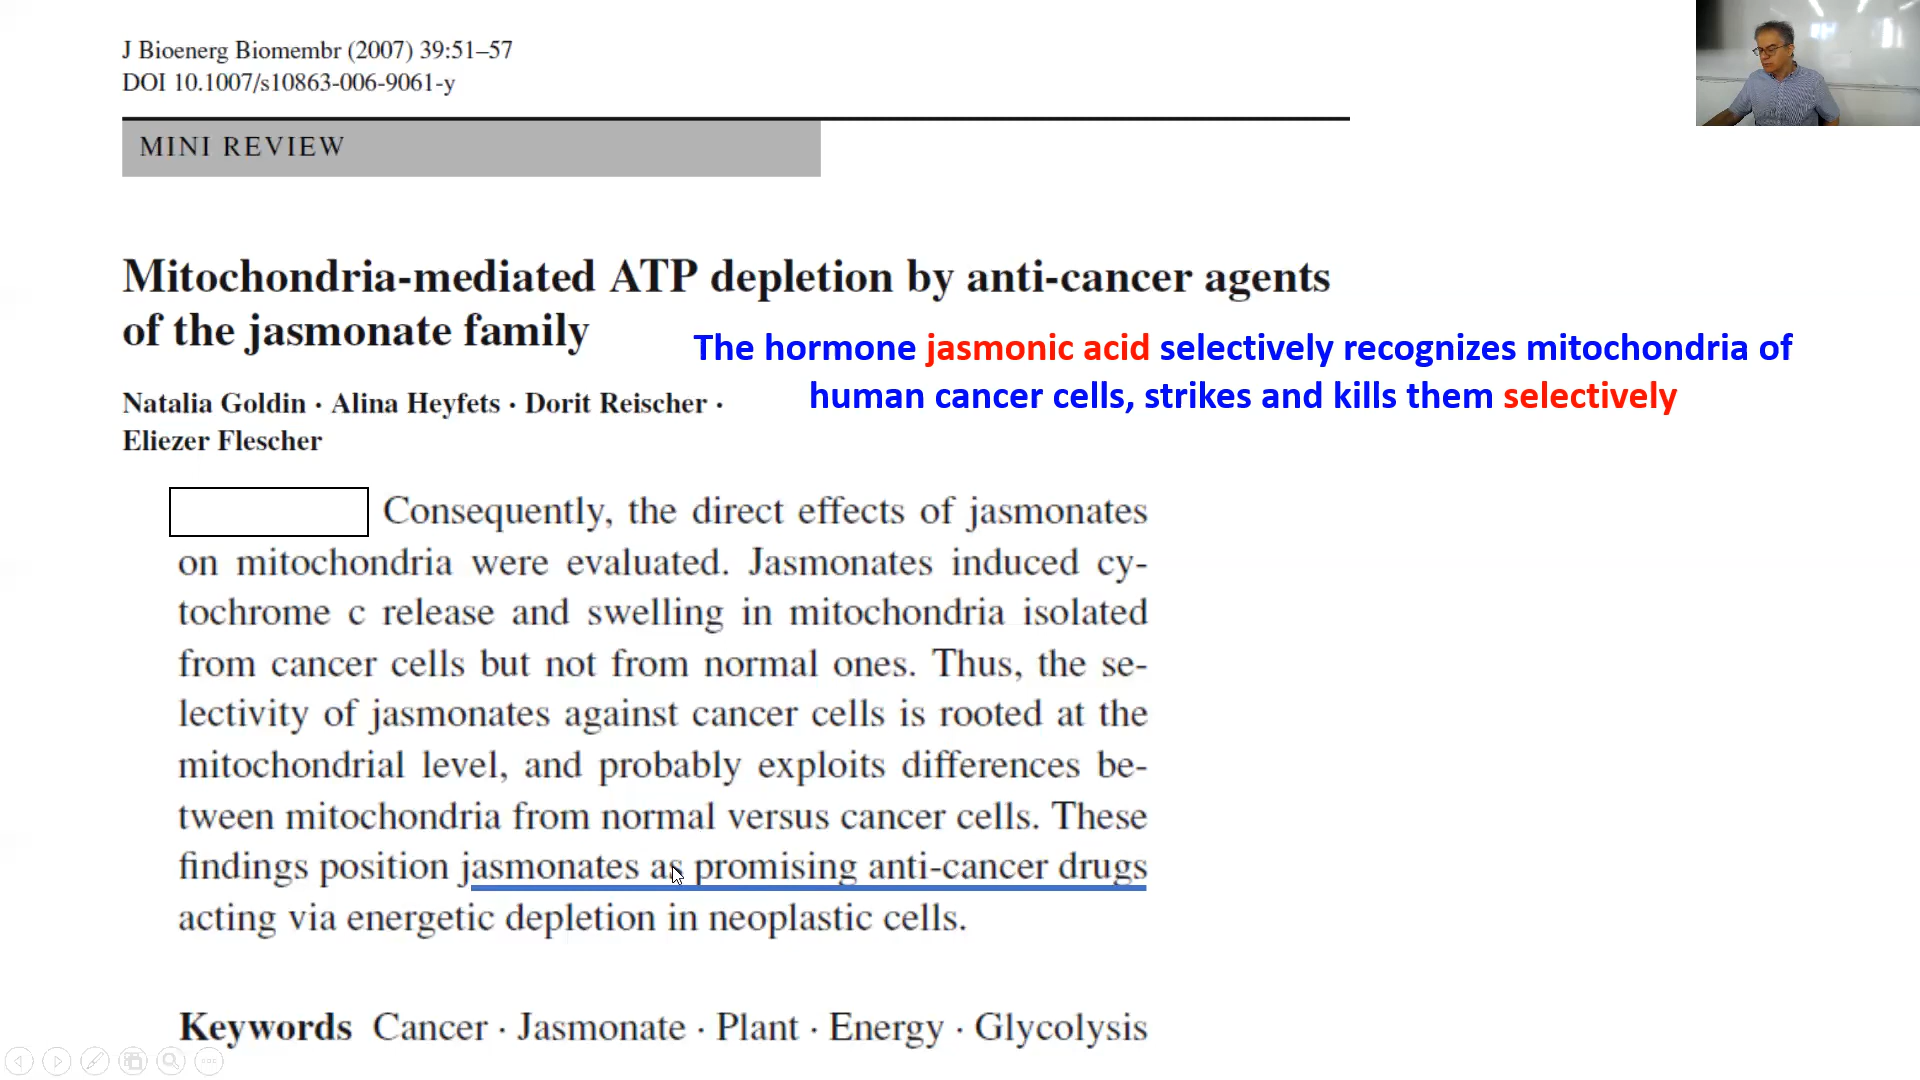 J Bioenerg Biomembr (2007) 39:51–57
DOI 10.1007/s10863-006-9061-y
MINI REVIEW
Mitochondria-mediated ATP depletion by anti-cancer agents
of the jasmonate family
The hormone jasmonic acid selectively recognizes mitochondria of
human cancer cells, strikes and kills them selectively
Natalia Goldin · Alina Heyfets · Dorit Reischer ·
Eliezer Flescher
Consequently, the direct effects of jasmonates
on mitochondria were evaluated. Jasmonates induced cy-
tochrome c release and swelling in mitochondria isolated
from cancer cells but not from normal ones. Thus, the se-
lectivity of jasmonates against cancer cells is rooted at the
mitochondrial level, and probably exploits differences be-
tween mitochondria from normal versus cancer cells. These
findings position jasmonates as promising anti-cancer drugs
acting via energetic depletion in neoplastic cells.
Keywords Cancer · Jasmonate · Plant · Energy · Glycolysis